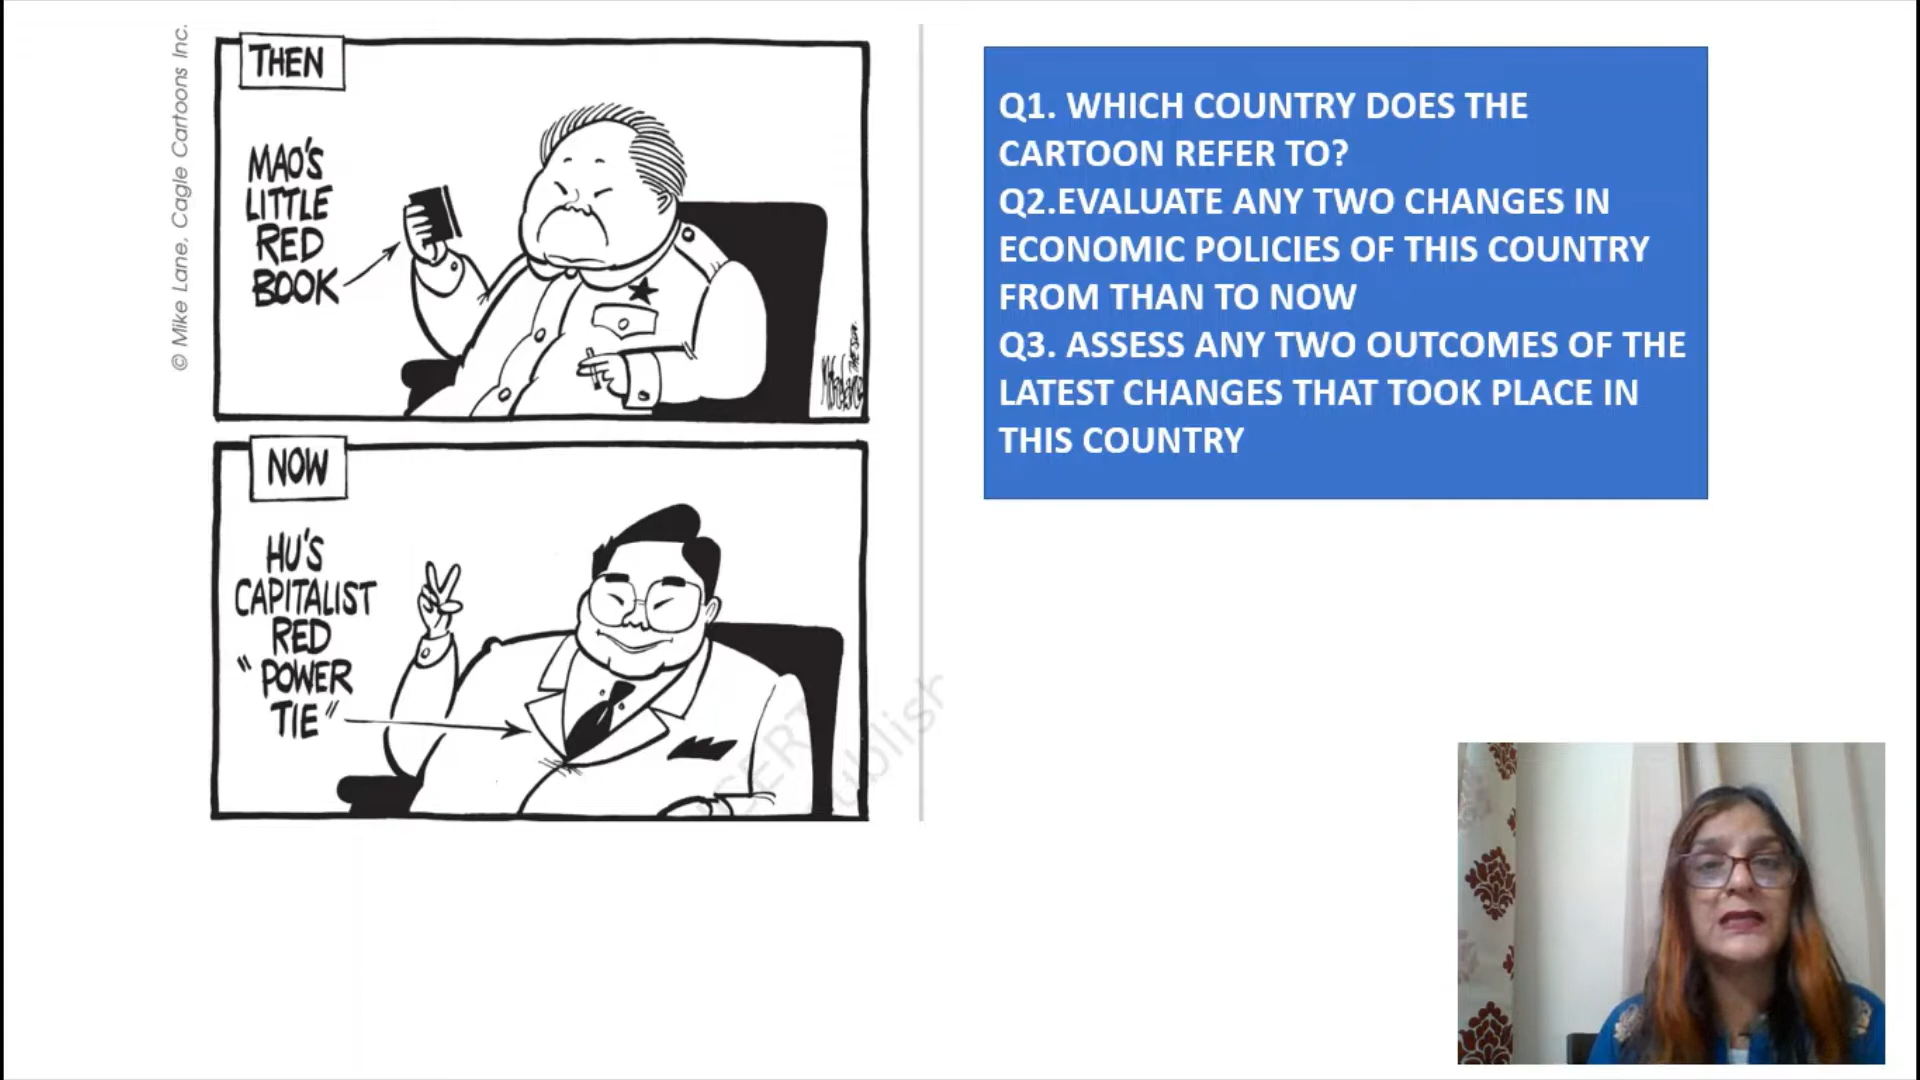 © Mike Lane, Cagle Cartoons Inc.
THEN
MAO'S
LITTLE
RED
BOOK
NOW
HU'S
CAPITALIST
RED
"POWER
TIE"
Q1. WHICH COUNTRY DOES THE
CARTOON REFER TO?
Q2.EVALUATE ANY TWO CHANGES IN
ECONOMIC POLICIES OF THIS COUNTRY
FROM THAN TO NOW
Q3. ASSESS ANY TWO OUTCOMES OF THE
LATEST CHANGES THAT TOOK PLACE IN
THIS COUNTRY